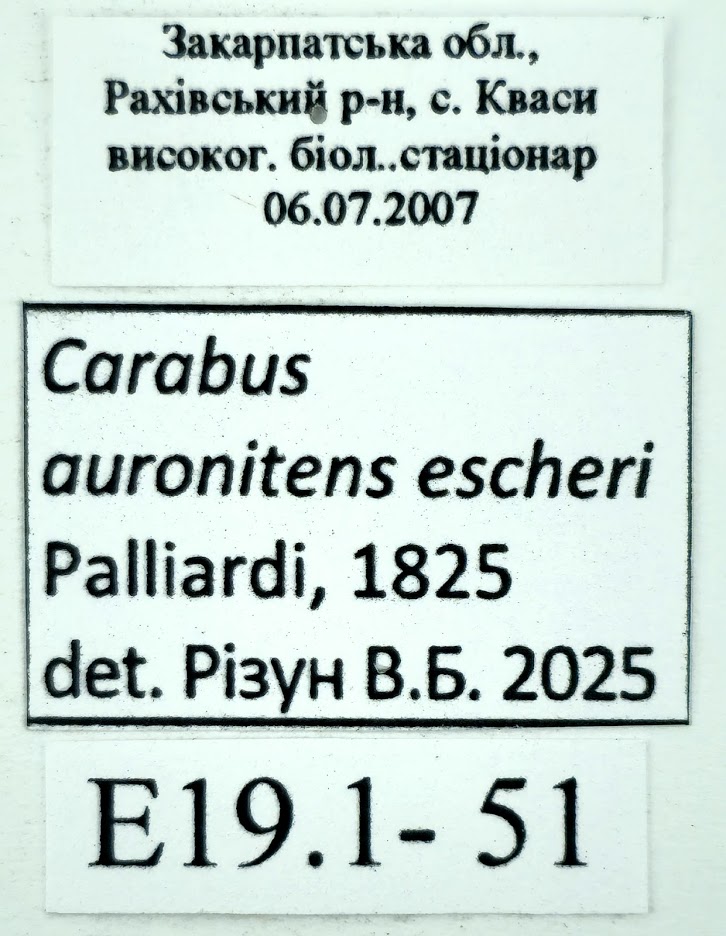 Закарпатська обл.,
Рахівський р-н, с. Кваси
високог. біол..стаціонар
06.07.2007
Carabus
auronitens escheri
Palliardi, 1825
det. Різун В.Б. 2025
E19.1- 51